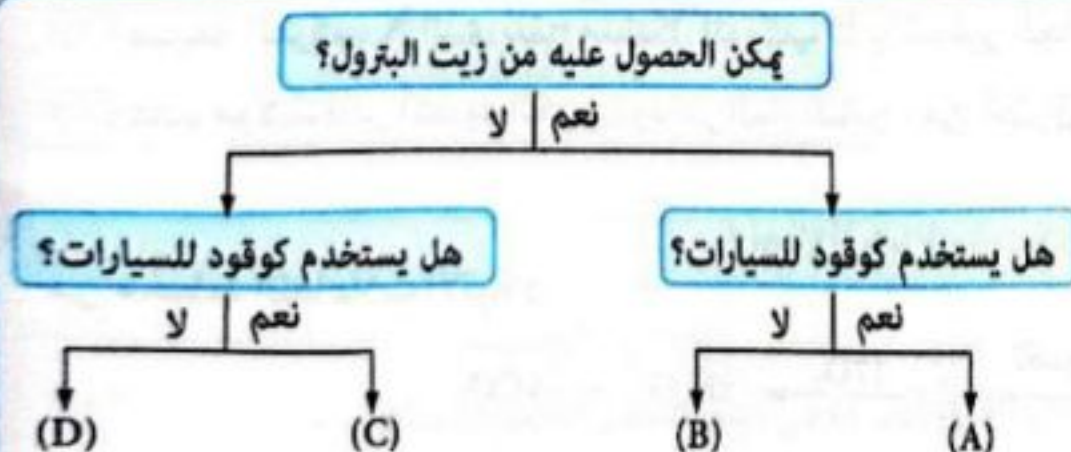 يمكن الحصول عليه من زيت البترول؟
نعم
لا
هل يستخدم كوقود للسيارات؟
هل يستخدم كوقود للسيارات؟
نعم
لا
نعم
لا
(A)
(B)
(C)
(D)